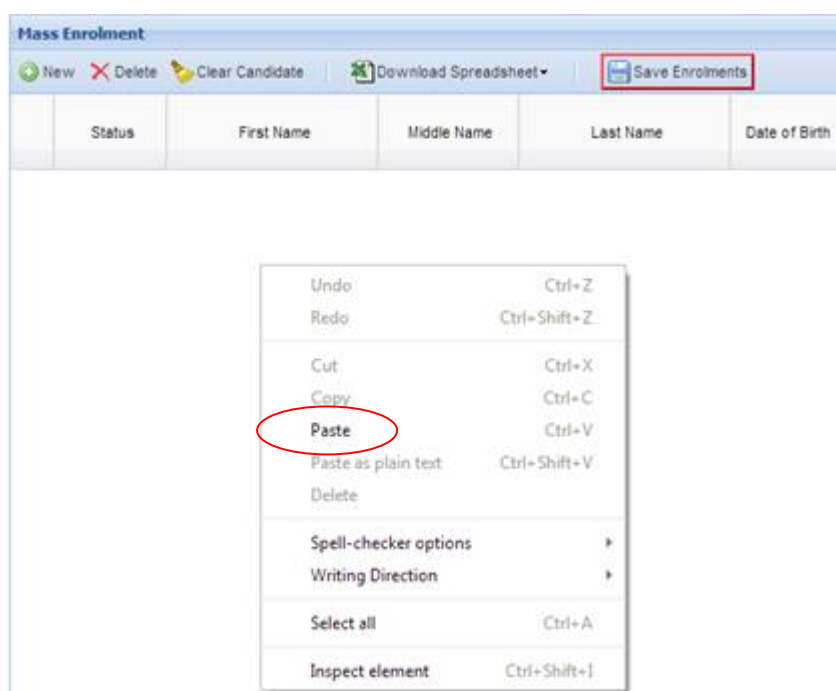 Mass Enrolment
New Delete Clear Candidate Download Spreadsheet Save Enrolments
Status First Name Middle Name Last Name Date of Birth
Undo Ctrl+Z
Redo Ctrl+Shift+Z
Cut Ctrl+X
Copy Ctrl+C
Paste Ctrl+V
Paste as plain text Ctrl+Shift+V
Delete
Spell-checker options
Writing Direction
Select all Ctrl+A
Inspect element Ctrl+Shift+I